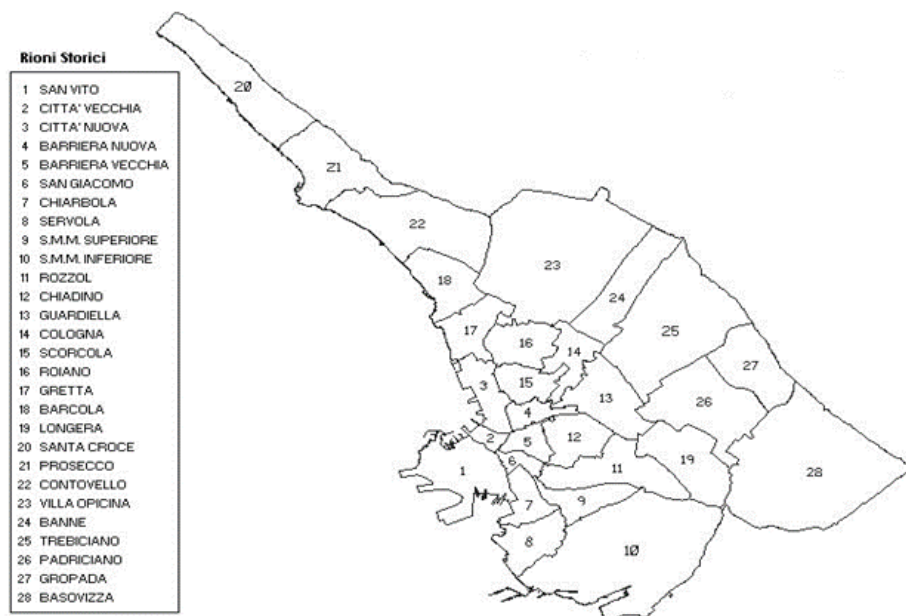 Rioni Storici
1 SAN VITO
2 CITTA' VECCHIA
3 CITTA' NUOVA
4 BARRIERA NUOVA
5 BARRIERA VECCHIA
6 SAN GIACOMO
7 CHIARBOLA
8 SERVOLA
9 S.M.M. SUPERIORE
10 S.M.M. INFERIORE
11 ROZZOL
12 CHIADINO
13 GUARDIELLA
14 COLOGNA
15 SCORCOLA
16 ROIANO
17 GRETTA
18 BARCOLA
19 LONGERA
20 SANTA CROCE
21 PROSECCO
22 CONTOVELLO
23 VILLA OPICINA
24 BANNE
25 TREBICIANO
26 PADRICIANO
27 GROPADA
28 BASOVIZZA
20
21
22
23
18
24
17
25
16
14
27
15
3
13
26
4
2
5
12
6
1
11
19
28
7
9
8
10